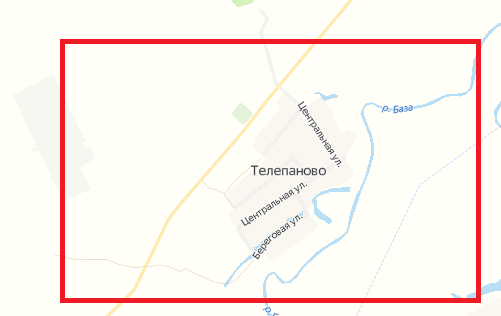 р. База
Центральная ул.
Телепаново
Центральная ул.
Береговая ул.